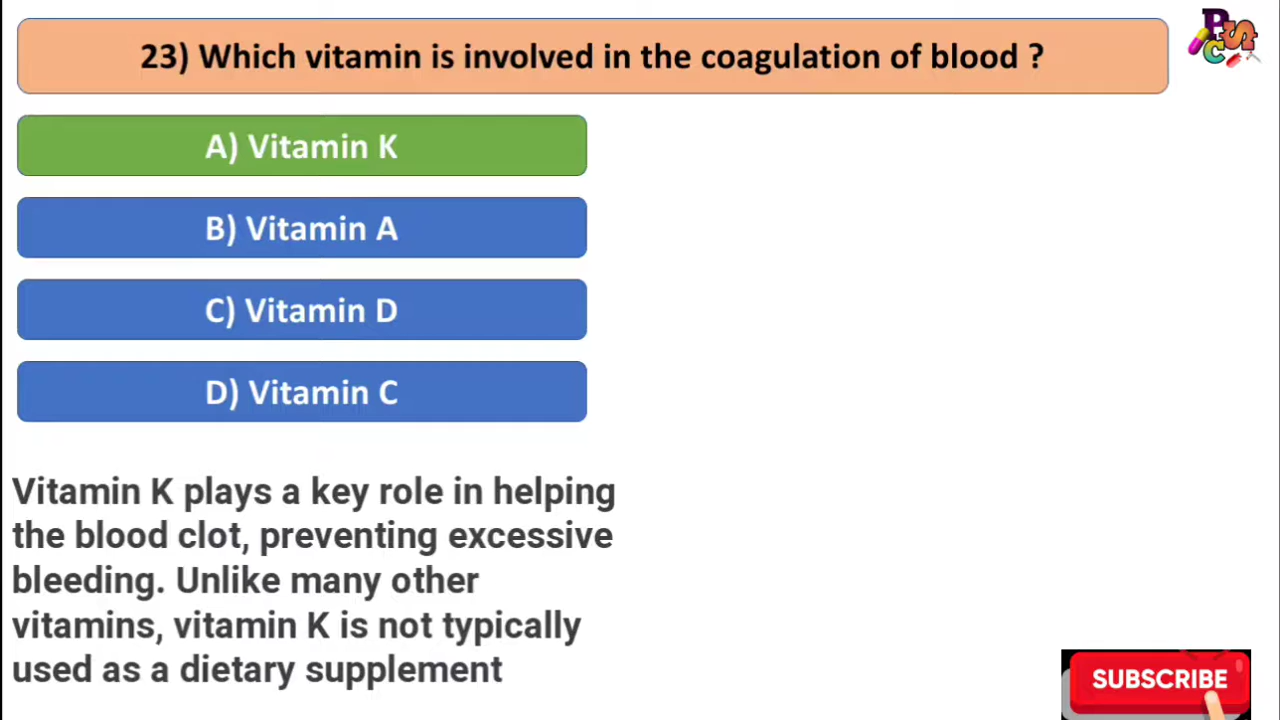 23) Which vitamin is involved in the coagulation of blood ?
PSC
A) Vitamin K
B) Vitamin A
C) Vitamin D
D) Vitamin C
Vitamin K plays a key role in helping
the blood clot, preventing excessive
bleeding. Unlike many other
vitamins, vitamin K is not typically
used as a dietary supplement
SUBSCRIBE